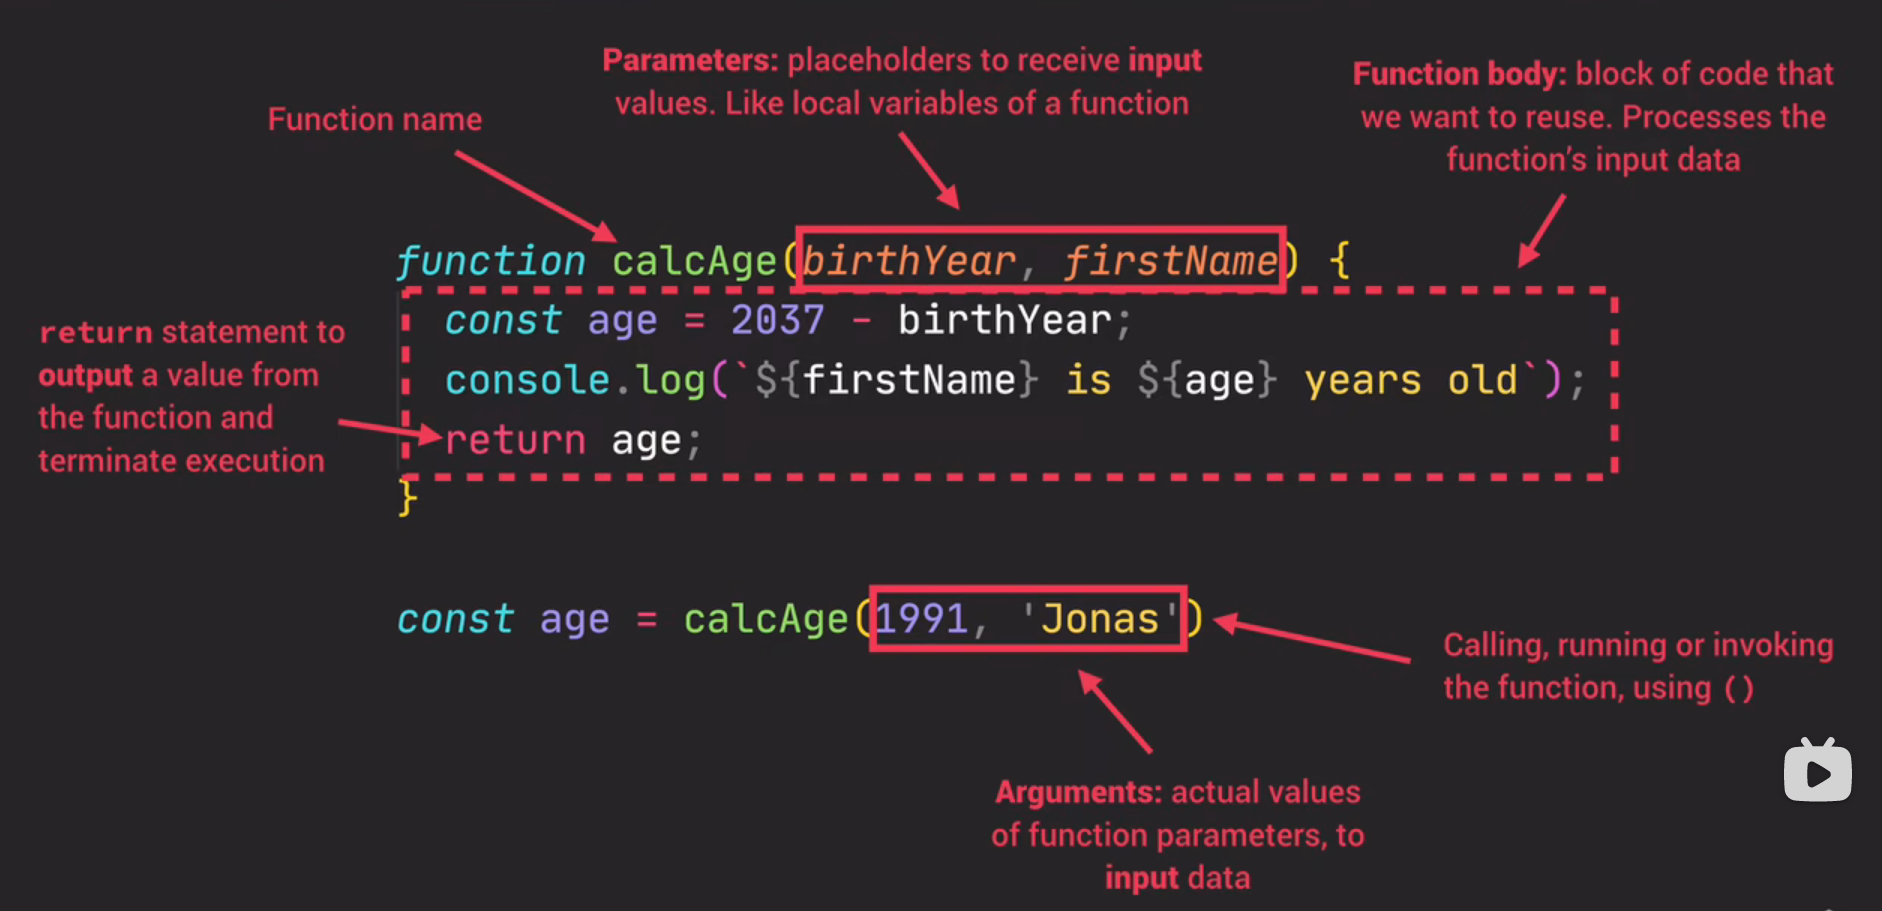 Parameters: placeholders to receive input
values. Like local variables of a function
Function body: block of code that
we want to reuse. Processes the
function's input data
Function name
function calcAge(birthYear, firstName) {
const age = 2037 - birthYear;
console.log(`${firstName} is ${age} years old`);
return age;
}
return statement to
output a value from
the function and
terminate execution
const age = calcAge(1991, 'Jonas')
Calling, running or invoking
the function, using ()
Arguments: actual values
of function parameters, to
input data